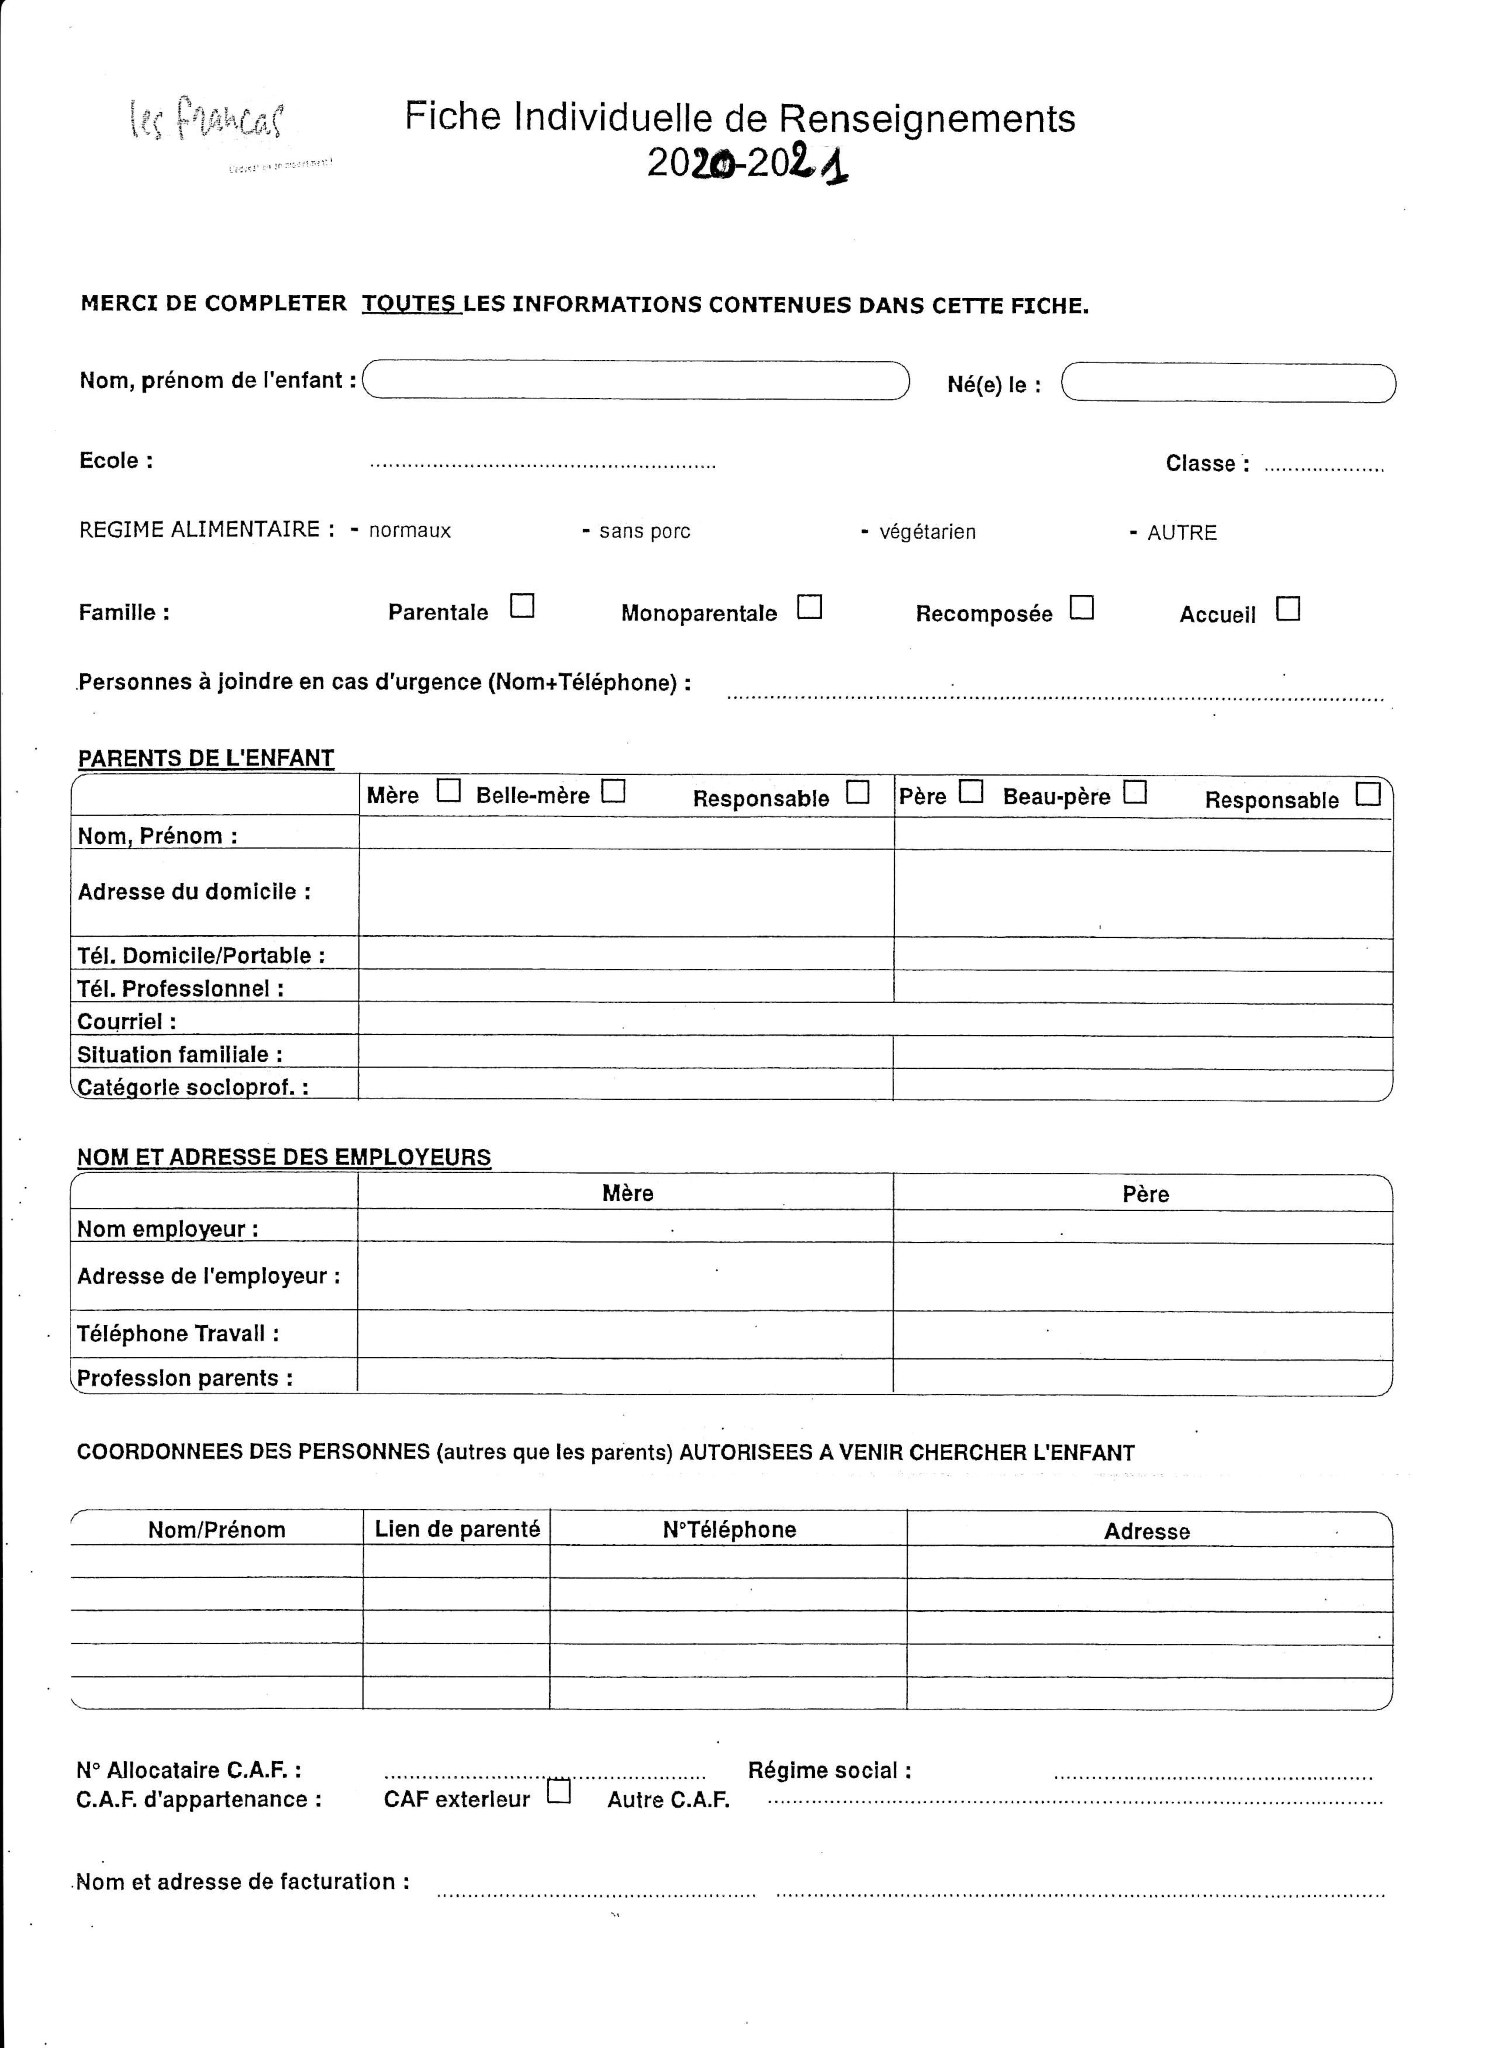 les francas
Fiche Individuelle de Renseignements
2020-2021
MERCI DE COMPLETER TOUTES LES INFORMATIONS CONTENUES DANS CETTE FICHE.
Nom, prénom de l'enfant : Né(e) le :
Ecole : .................................................... Classe : ....................
REGIME ALIMENTAIRE : - normaux - sans porc - végétarien - AUTRE
Famille : Parentale ☐ Monoparentale ☐ Recomposée ☐ Accueil ☐
Personnes à joindre en cas d'urgence (Nom+Téléphone) : ....................
PARENTS DE L'ENFANT
Mère ☐ Belle-mère ☐ Responsable ☐ Père ☐ Beau-père ☐ Responsable ☐
Nom, Prénom :
Adresse du domicile :
Tél. Domicile/Portable :
Tél. Professionnel :
Courriel :
Situation familiale :
Catégorie socioprof. :
NOM ET ADRESSE DES EMPLOYEURS
Mère Père
Nom employeur :
Adresse de l'employeur :
Téléphone Travail :
Profession parents :
COORDONNEES DES PERSONNES (autres que les parents) AUTORISEES A VENIR CHERCHER L'ENFANT
Nom/Prénom Lien de parenté N°Téléphone Adresse
N° Allocataire C.A.F. : .................... Régime social : ....................
C.A.F. d'appartenance : CAF exterieur ☐ Autre C.A.F. ....................
Nom et adresse de facturation : .................... ....................